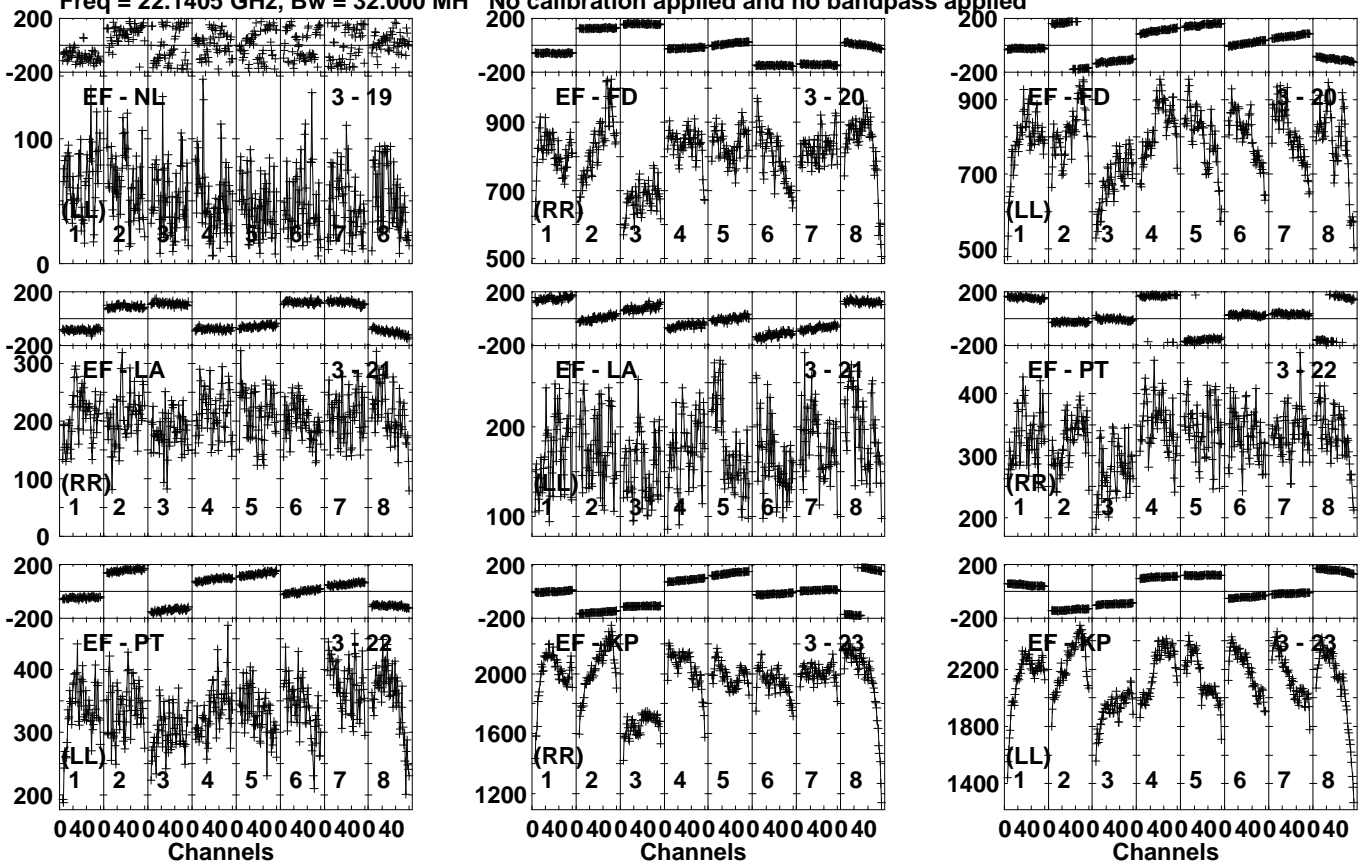 Freq = 22.1405 GHz, Bw = 32.000 MH No calibration applied and no bandpass applied
200
-200
100
0
EF - NL 3 - 19
(LL)
1 2 3 4 5 6 7 8
200
-200
900
700
500
EF - FD 3 - 20
(RR)
1 2 3 4 5 6 7 8
200
-200
900
700
500
EF - FD 3 - 20
(LL)
1 2 3 4 5 6 7 8
200
-200
300
200
100
0
EF - LA 3 - 21
(RR)
1 2 3 4 5 6 7 8
200
-200
200
100
EF - LA 3 - 21
(LL)
1 2 3 4 5 6 7 8
200
-200
400
300
200
EF - PT 3 - 22
(RR)
1 2 3 4 5 6 7 8
200
-200
400
300
200
EF - PT 3 - 22
(LL)
1 2 3 4 5 6 7 8
0 40 0 40 0 40 0 40 0 40 0 40 0 40 0 40
Channels
200
-200
2000
1600
1200
EF - KP 3 - 23
(RR)
1 2 3 4 5 6 7 8
0 40 0 40 0 40 0 40 0 40 0 40 0 40 0 40
Channels
200
-200
2200
1800
1400
EF - KP 3 - 23
(LL)
1 2 3 4 5 6 7 8
0 40 0 40 0 40 0 40 0 40 0 40 0 40 0 40
Channels